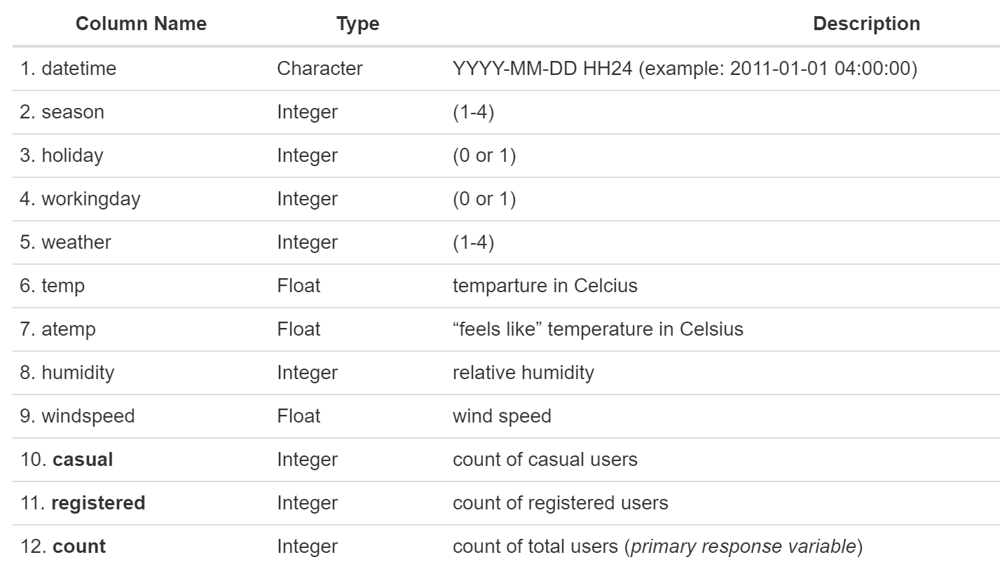 Column Name Type Description
1. datetime Character YYYY-MM-DD HH24 (example: 2011-01-01 04:00:00)
2. season Integer (1-4)
3. holiday Integer (0 or 1)
4. workingday Integer (0 or 1)
5. weather Integer (1-4)
6. temp Float temparture in Celcius
7. atemp Float “feels like” temperature in Celsius
8. humidity Integer relative humidity
9. windspeed Float wind speed
10. casual Integer count of casual users
11. registered Integer count of registered users
12. count Integer count of total users (primary response variable)